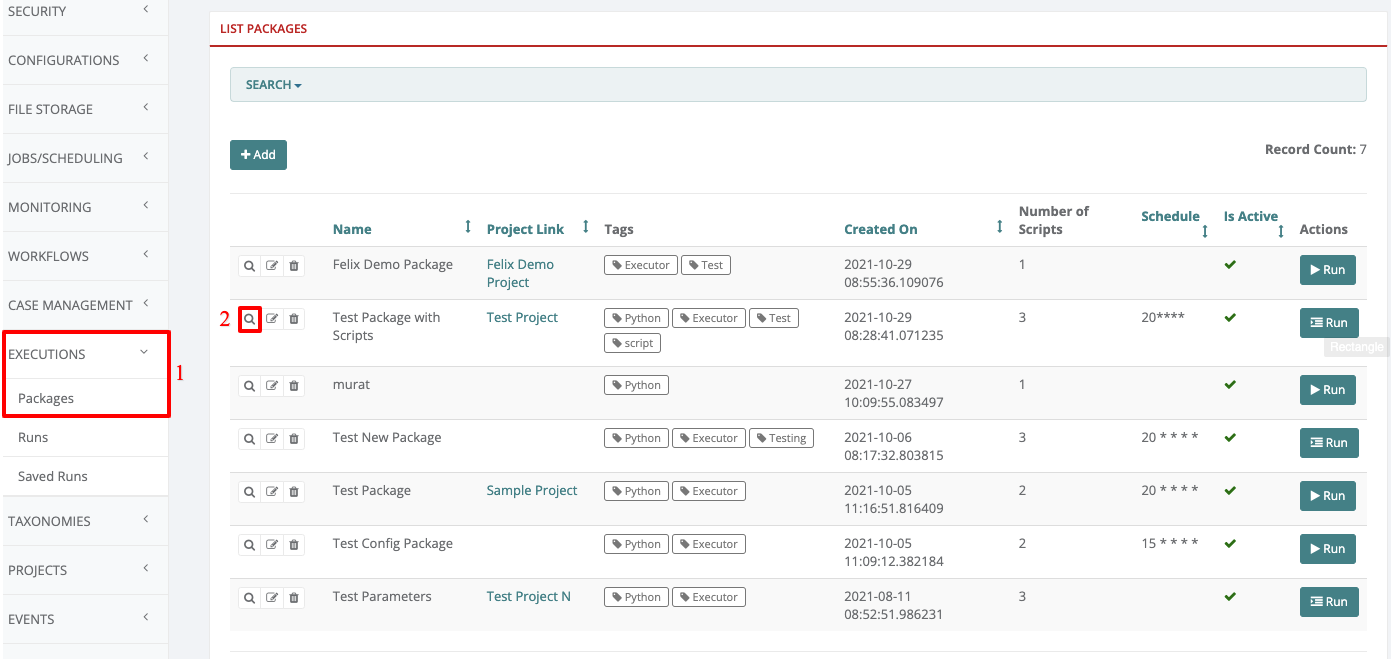 SECURITY
CONFIGURATIONS
FILE STORAGE
JOBS/SCHEDULING
MONITORING
WORKFLOWS
CASE MANAGEMENT
EXECUTIONS
1
Packages
Runs
Saved Runs
TAXONOMIES
PROJECTS
EVENTS
LIST PACKAGES
SEARCH
+ Add
Record Count: 7
Name Project Link Tags Created On Number of Scripts Schedule Is Active Actions
Felix Demo Package Felix Demo Executor Test 2021-10-29 1 Run
Project 08:55:36.109076
2 Test Package with Test Project Python Executor Test 2021-10-29 3 20**** Run
Scripts script 08:28:41.071235
Rectangle
murat Python 2021-10-27 1 Run
10:09:55.083497
Test New Package Python Executor Testing 2021-10-06 3 20 * * * * Run
08:17:32.803815
Test Package Sample Project Python Executor 2021-10-05 2 20 * * * * Run
11:16:51.816409
Test Config Package Python Executor 2021-10-05 2 15 * * * * Run
11:09:12.382184
Test Parameters Test Project N Python Executor 2021-08-11 3 Run
08:52:51.986231